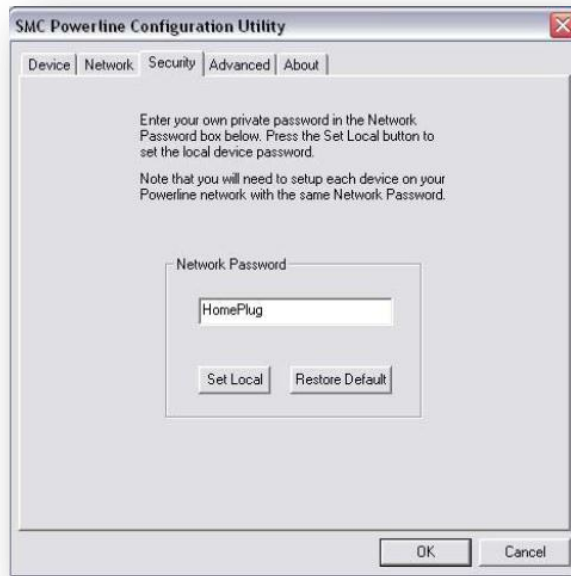 SMC Powerline Configuration Utility
Device Network Security Advanced About
Enter your own private password in the Network
Password box below. Press the Set Local button to
set the local device password.
Note that you will need to setup each device on your
Powerline network with the same Network Password.
Network Password
HomePlug
Set Local Restore Default
OK Cancel